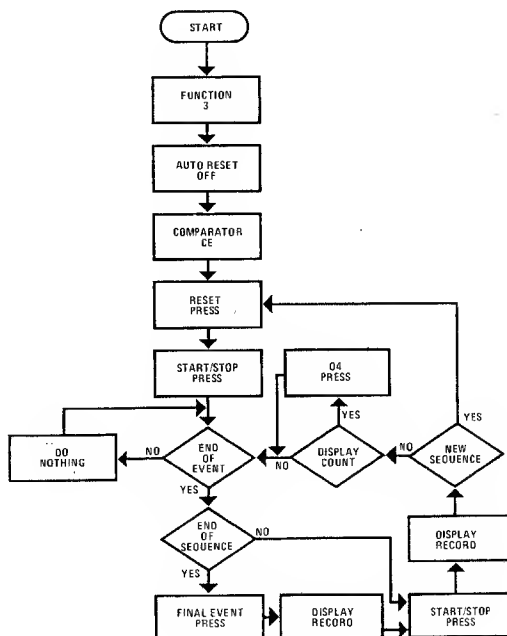 START
FUNCTION
3
AUTO RESET
OFF
COMPARATOR
CE
RESET
PRESS
START/STOP
PRESS
04
PRESS
YES
YES
DO
NOTHING
NO
END
OF
EVENT
NO
DISPLAY
COUNT
NO
NEW
SEQUENCE
YES
END
OF
SEQUENCE
NO
DISPLAY
RECORD
YES
FINAL EVENT
PRESS
DISPLAY
RECORD
START/STOP
PRESS